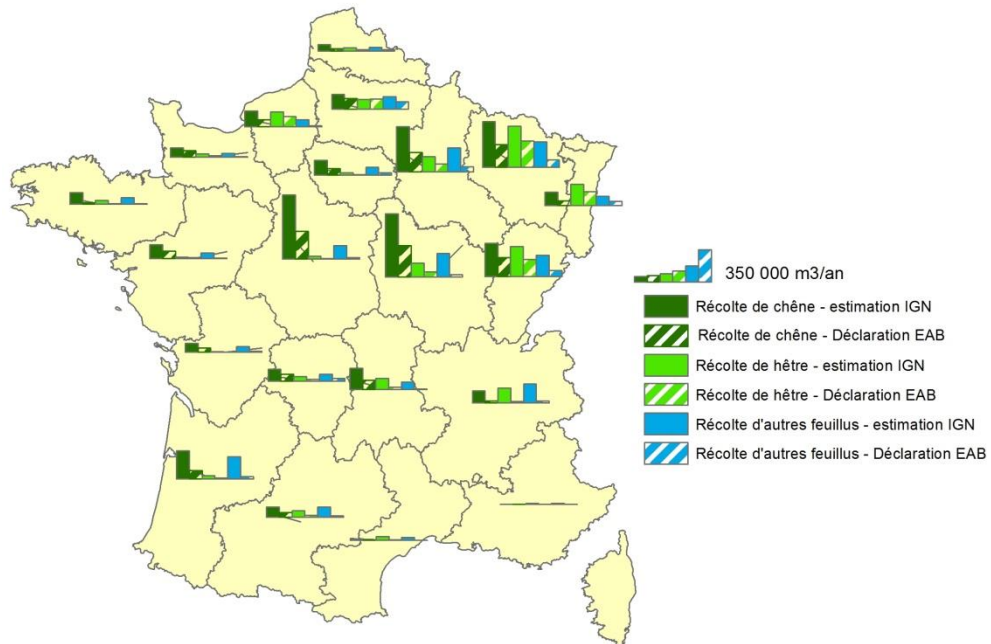 350 000 m3/an
Récolte de chêne - estimation IGN
Récolte de chêne - Déclaration EAB
Récolte de hêtre - estimation IGN
Récolte de hêtre - Déclaration EAB
Récolte d'autres feuillus - estimation IGN
Récolte d'autres feuillus - Déclaration EAB